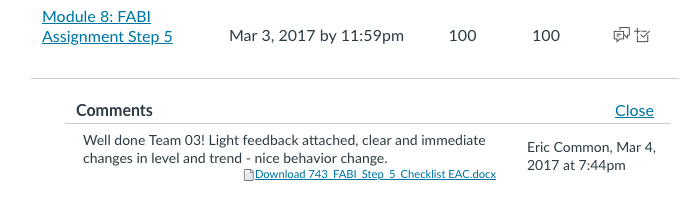 Module 8: FABI
Assignment Step 5
Mar 3, 2017 by 11:59pm
100
100
Comments
Close
Well done Team 03! Light feedback attached, clear and immediate
changes in level and trend - nice behavior change.
Download 743_FABI_Step_5_Checklist EAC.docx
Eric Common, Mar 4,
2017 at 7:44pm